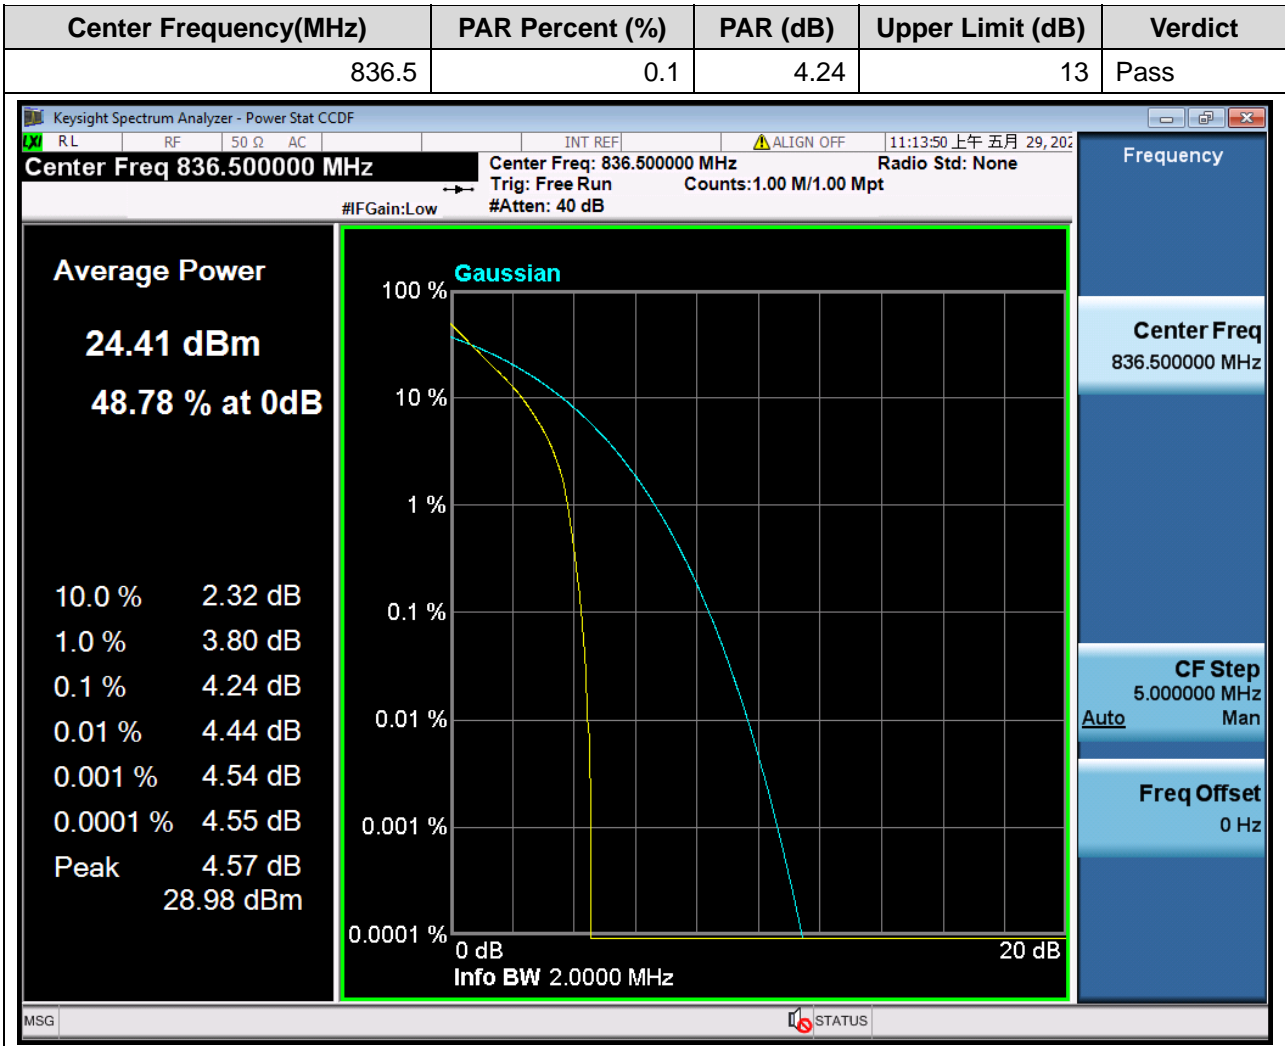 Center Frequency(MHz) PAR Percent (%) PAR (dB) Upper Limit (dB) Verdict
836.5 0.1 4.24 13 Pass
Keysight Spectrum Analyzer - Power Stat CCDF
LXI RL RF 50 Ω AC INT REF ALIGN OFF 11:13:50 上午 五月 29, 202
Center Freq 836.500000 MHz
Center Freq: 836.500000 MHz Radio Std: None
Trig: Free Run Counts:1.00 M/1.00 Mpt
#IFGain:Low #Atten: 40 dB
Average Power
24.41 dBm
48.78 % at 0dB
10.0 % 2.32 dB
1.0 % 3.80 dB
0.1 % 4.24 dB
0.01 % 4.44 dB
0.001 % 4.54 dB
0.0001 % 4.55 dB
Peak 4.57 dB
28.98 dBm
Gaussian
100 %
10 %
1 %
0.1 %
0.01 %
0.001 %
0.0001 %
0 dB 20 dB
Info BW 2.0000 MHz
Frequency
Center Freq
836.500000 MHz
CF Step
5.000000 MHz
Auto Man
Freq Offset
0 Hz
MSG STATUS